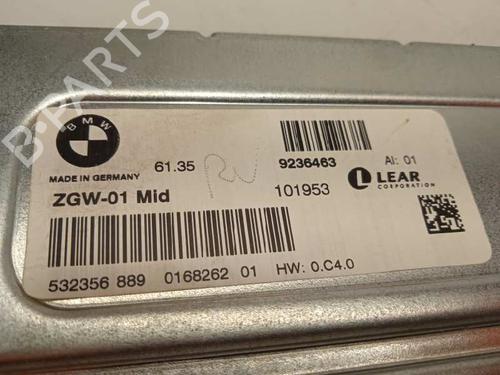 BMW
MADE IN GERMANY
61.35
9236463
AI: 01
ZGW-01 Mid
101953
LEAR
CORPORATION
532356 889 0168262 01 HW: 0.C4.0
B-PARTS